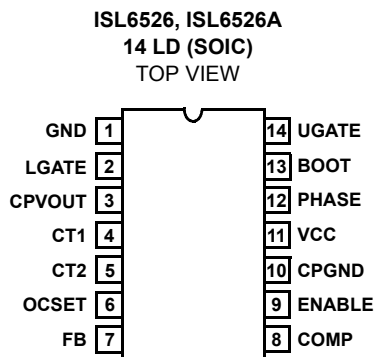 ISL6526, ISL6526A
14 LD (SOIC)
TOP VIEW
GND 1 14 UGATE
LGATE 2 13 BOOT
CPVOUT 3 12 PHASE
CT1 4 11 VCC
CT2 5 10 CPGND
OCSET 6 9 ENABLE
FB 7 8 COMP